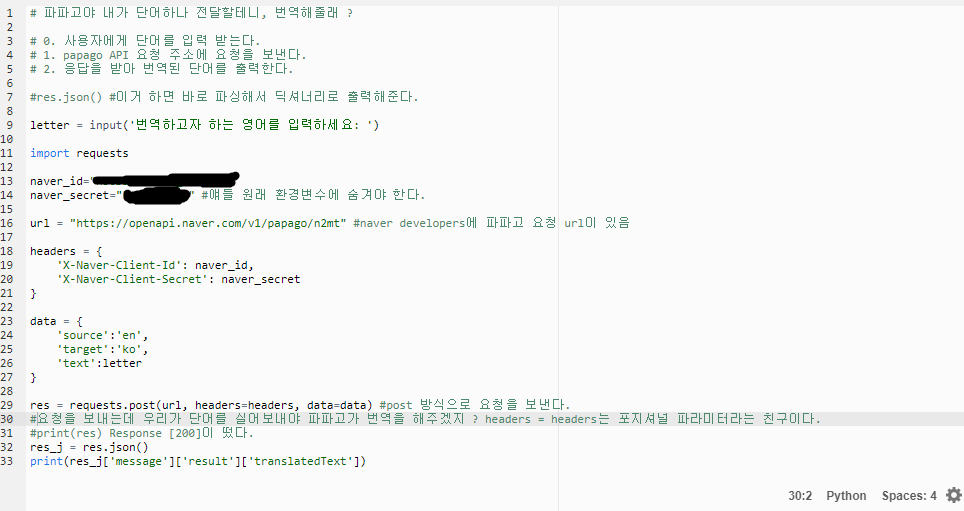 1 # 파파고야 내가 단어하나 전달할테니, 번역해줄래 ?
2
3 # 0. 사용자에게 단어를 입력 받는다.
4 # 1. papago API 요청 주소에 요청을 보낸다.
5 # 2. 응답을 받아 번역된 단어를 출력한다.
6
7 #res.json() #이거 하면 바로 파싱해서 딕셔너리로 출력해준다.
8
9 letter = input('번역하고자 하는 영어를 입력하세요: ')
10
11 import requests
12
13 naver_id="
14 naver_secret=" " #얘들 원래 환경변수에 숨겨야 한다.
15
16 url = "https://openapi.naver.com/v1/papago/n2mt" #naver developers에 파파고 요청 url이 있음
17
18 headers = {
19     'X-Naver-Client-Id': naver_id,
20     'X-Naver-Client-Secret': naver_secret
21 }
22
23 data = {
24     'source':'en',
25     'target':'ko',
26     'text':letter
27 }
28
29 res = requests.post(url, headers=headers, data=data) #post 방식으로 요청을 보낸다.
30 #요청을 보내는데 우리가 단어를 실어보내야 파파고가 번역을 해주겠지 ? headers = headers는 포지셔널 파라미터라는 친구이다.
31 #print(res) Response [200]이 떴다.
32 res_j = res.json()
33 print(res_j['message']['result']['translatedText'])
30:2 Python Spaces: 4